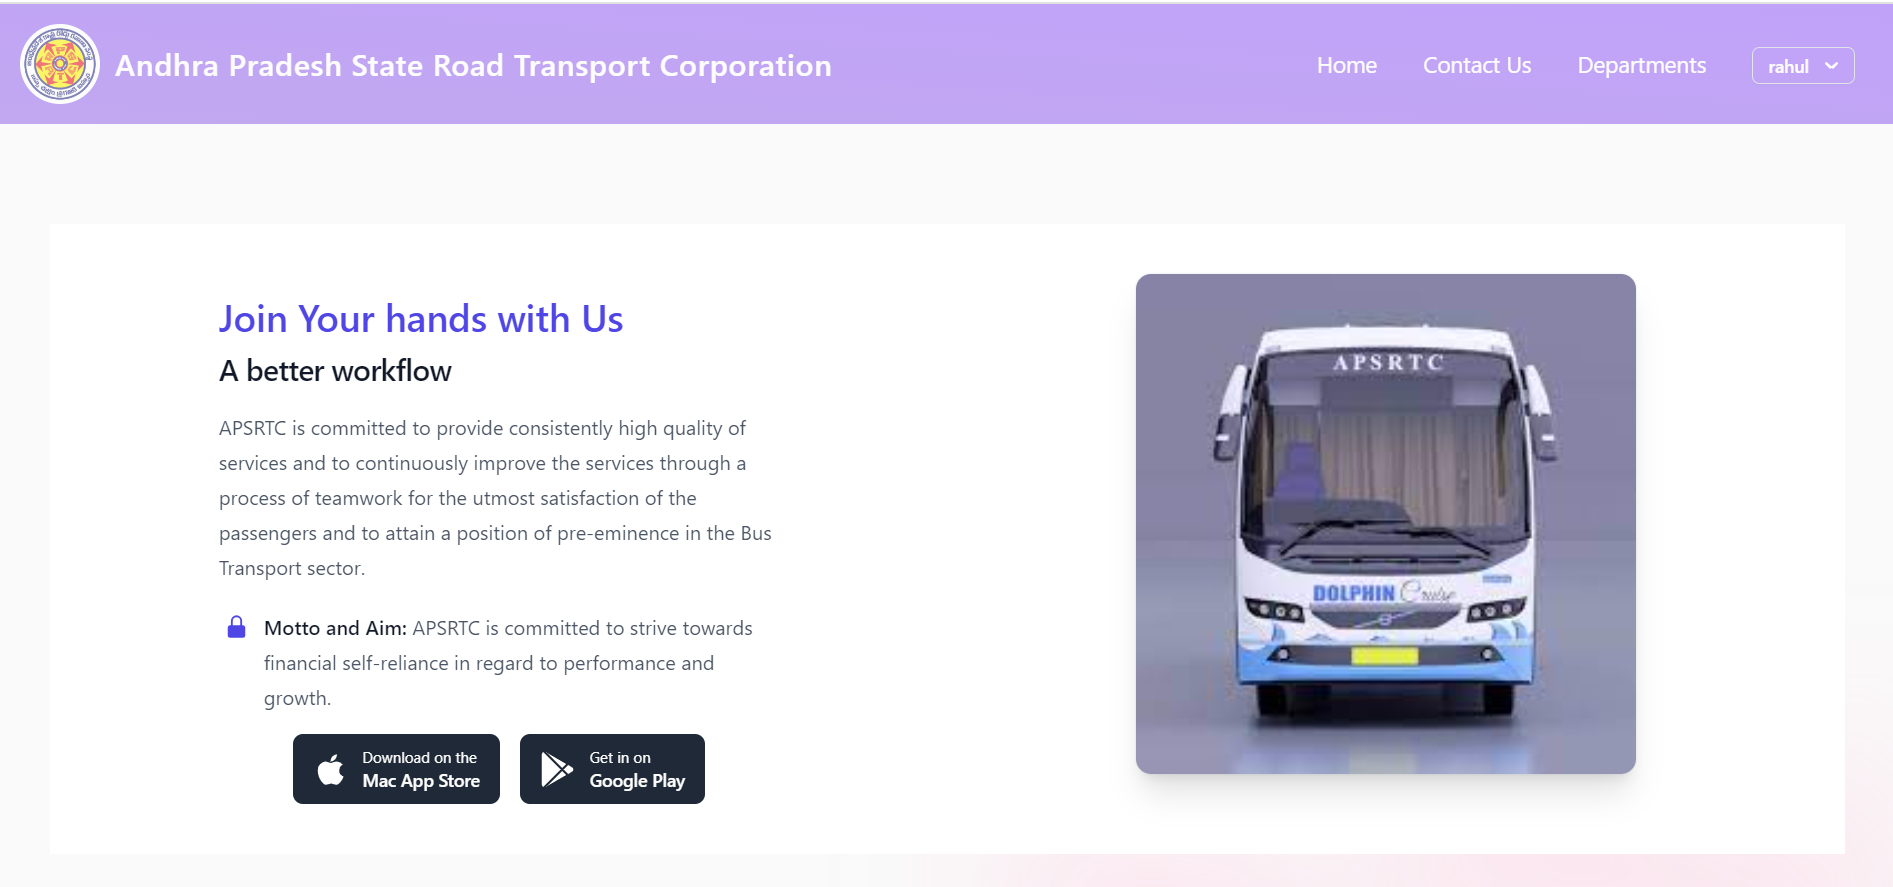 Andhra Pradesh State Road Transport Corporation
Home
Contact Us
Departments
rahul
Join Your hands with Us
A better workflow
APSRTC is committed to provide consistently high quality of
services and to continuously improve the services through a
process of teamwork for the utmost satisfaction of the
passengers and to attain a position of pre-eminence in the Bus
Transport sector.
Motto and Aim: APSRTC is committed to strive towards
financial self-reliance in regard to performance and
growth.
Download on the
Mac App Store
Get in on
Google Play
APSRTC
DOLPHIN Cruise